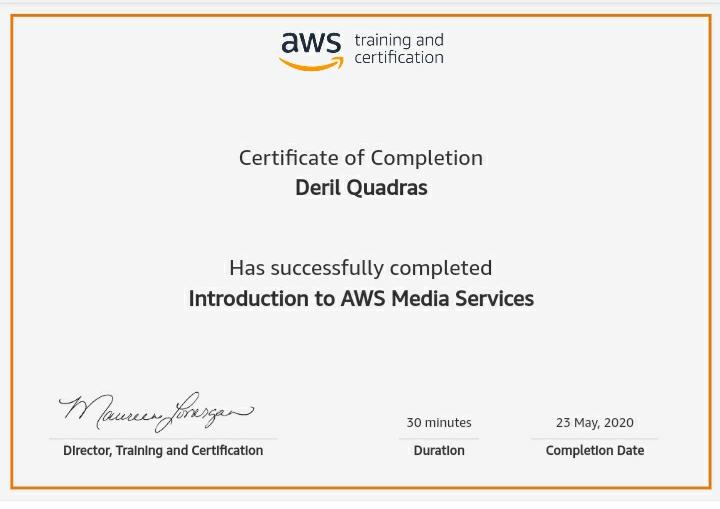 aws training and
certification
Certificate of Completion
Deril Quadras
Has successfully completed
Introduction to AWS Media Services
Maureen Lonergan
Director, Training and Certification
30 minutes
Duration
23 May, 2020
Completion Date